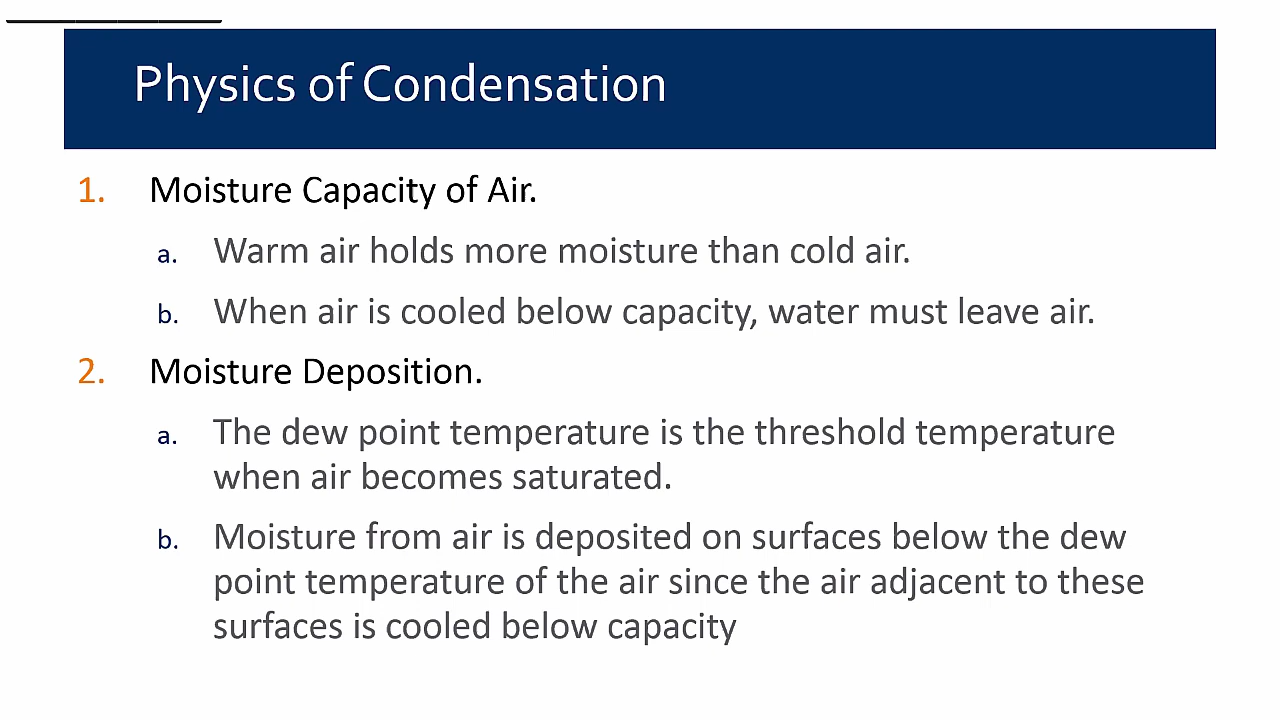 Physics of Condensation
1. Moisture Capacity of Air.
a. Warm air holds more moisture than cold air.
b. When air is cooled below capacity, water must leave air.
2. Moisture Deposition.
a. The dew point temperature is the threshold temperature
when air becomes saturated.
b. Moisture from air is deposited on surfaces below the dew
point temperature of the air since the air adjacent to these
surfaces is cooled below capacity